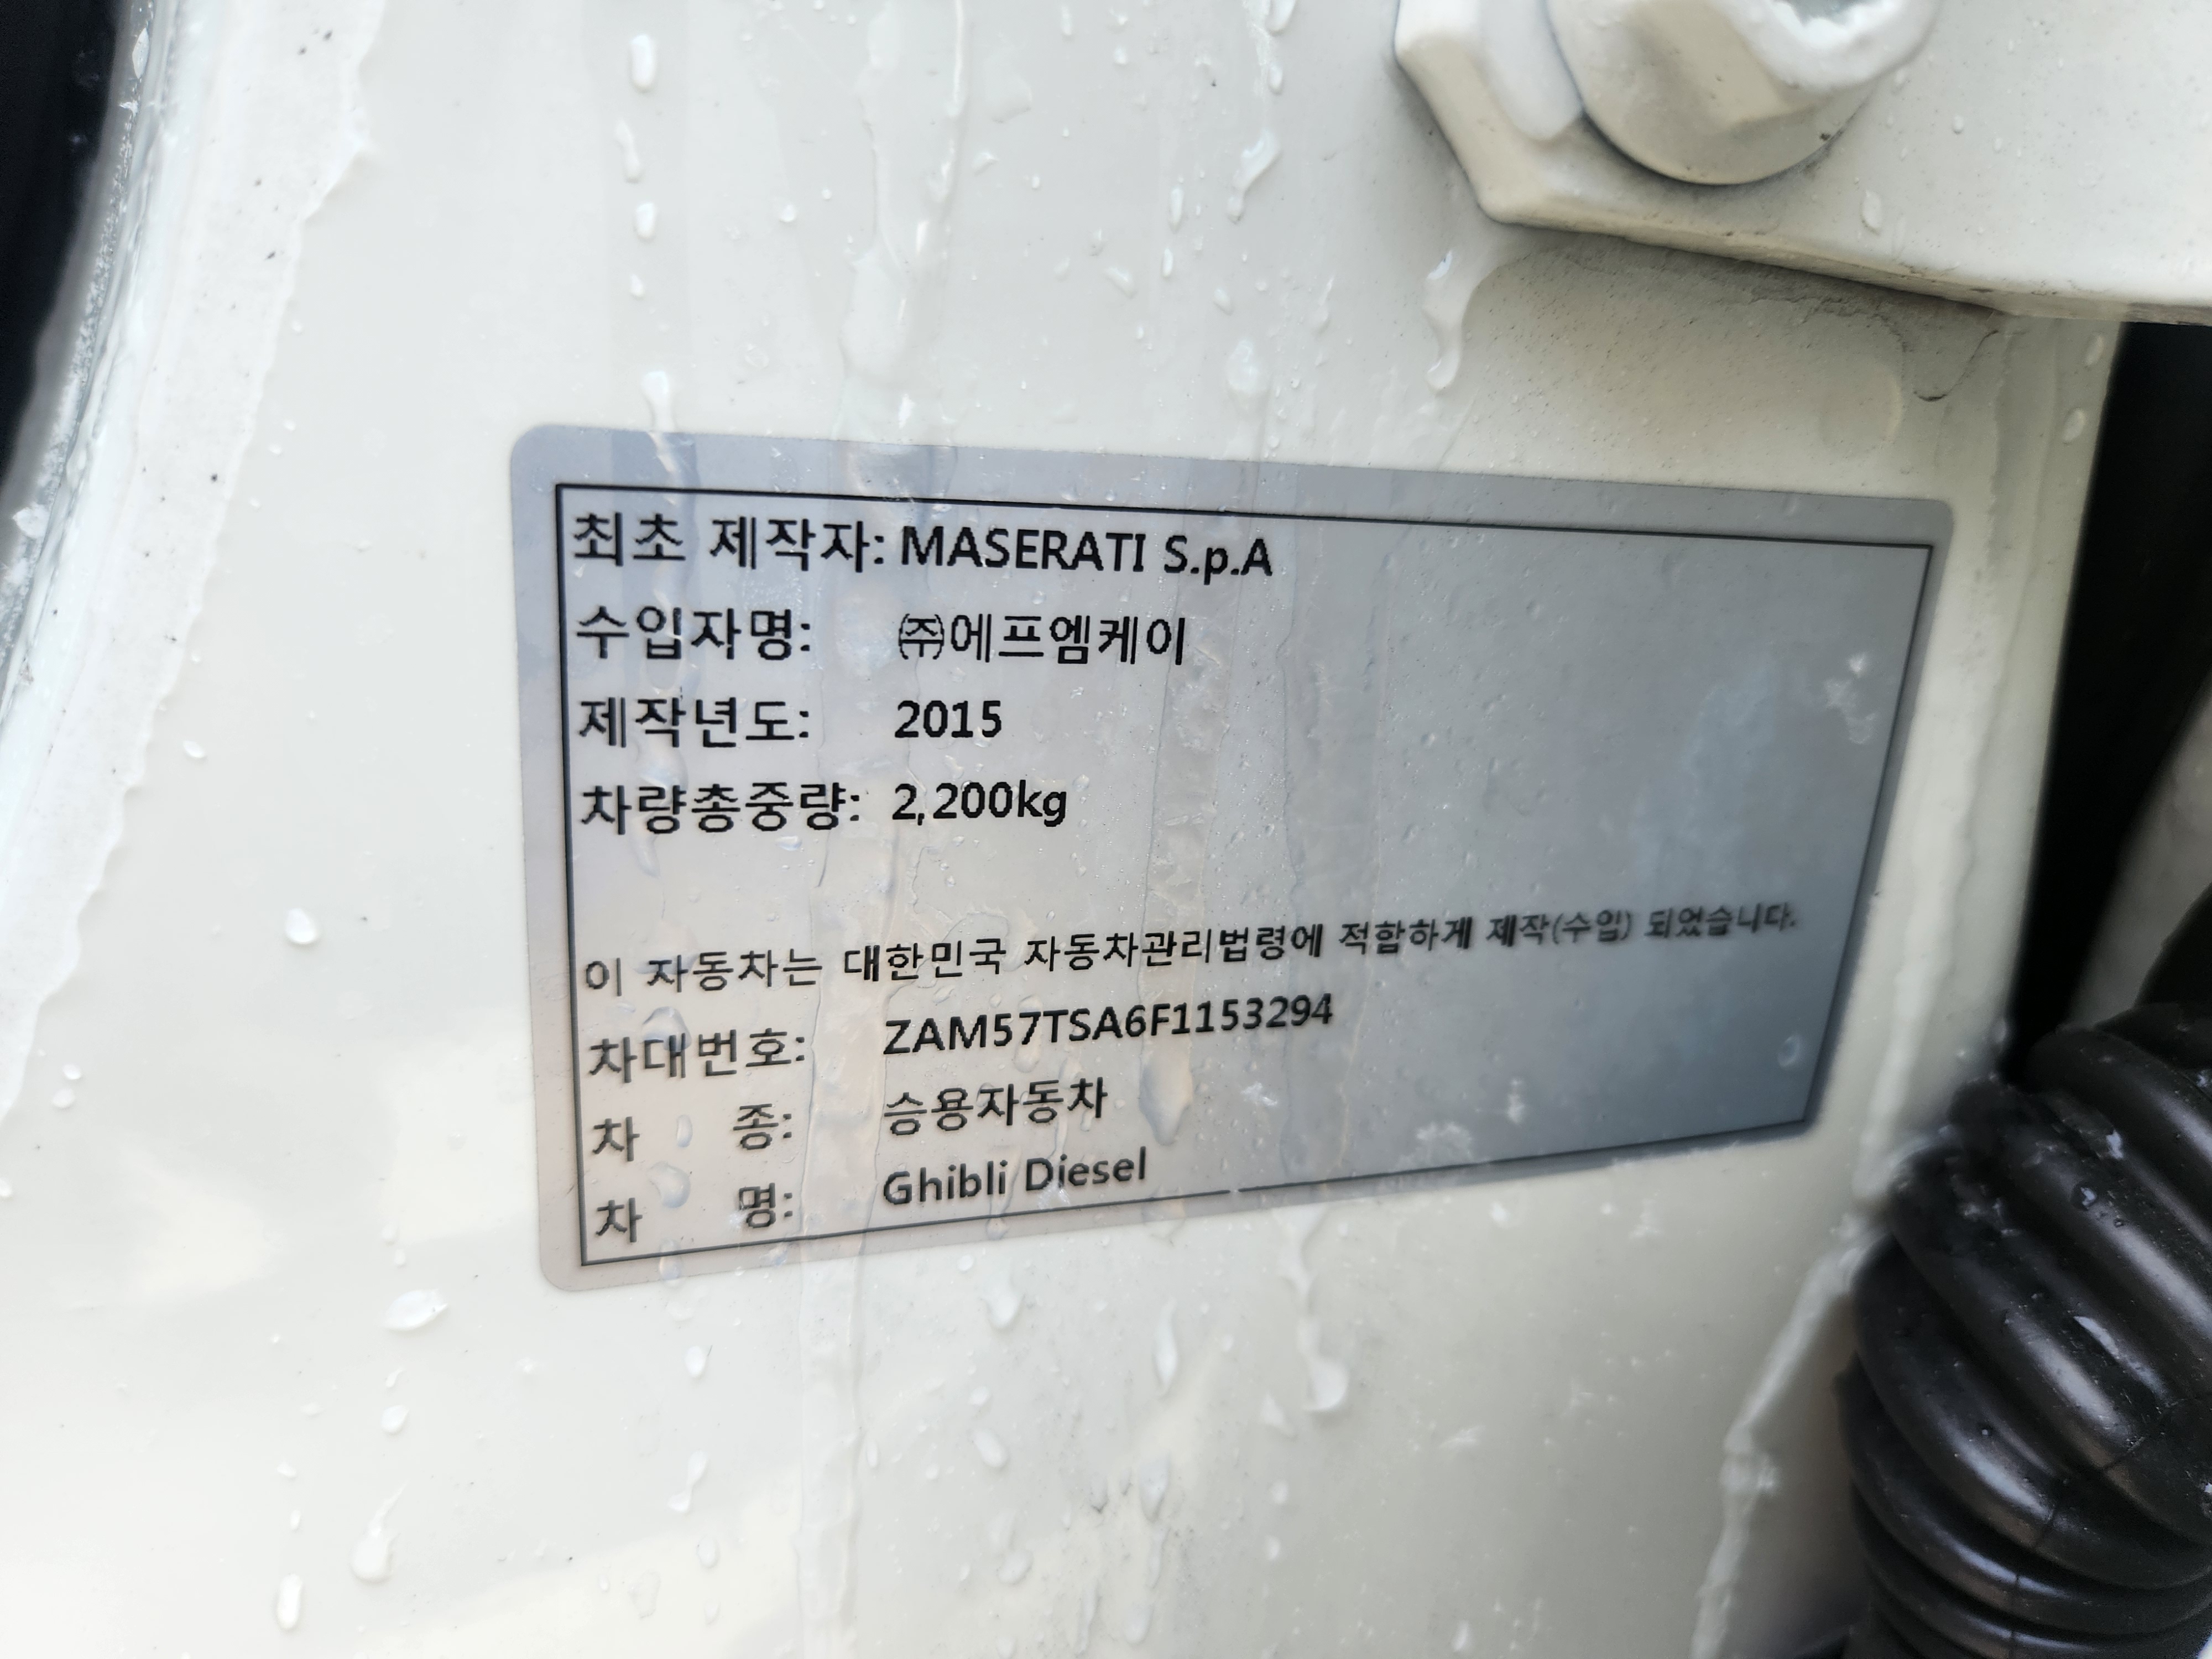 최초 제작자: MASERATI S.p.A
수입자명: ㈜에프엠케이
제작년도: 2015
차량총중량: 2,200kg
이 자동차는 대한민국 자동차관리법령에 적합하게 제작(수입) 되었습니다.
차대번호: ZAM57TSA6F1153294
차 종: 승용자동차
차 명: Ghibli Diesel